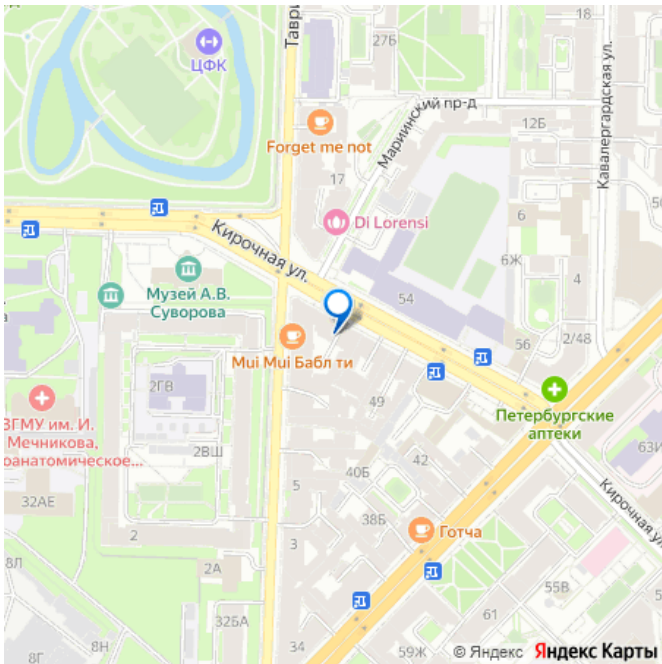 18
27Б
ЦФК
Таври
Кавалергардская ул.
Мариинский пр-д
12Б
Forget me not
17
Di Lorensi
6
Кирочная ул.
6Ж
4
Музей А.В.
Суворова
54
2/48
56
Mui Mui Бабл ти
2ГВ
49
Петербургские
аптеки
ЗГМУ им. И.
Мечникова,
оанатомическое...
2ВШ
42
40Б
63И
5
32АЕ
38Б
Готча
Кирочная ул.
2
3
8Л
2А
55В
32БА
61
8Г
8Н
34
59Ж
© Яндекс Яндекс Карты